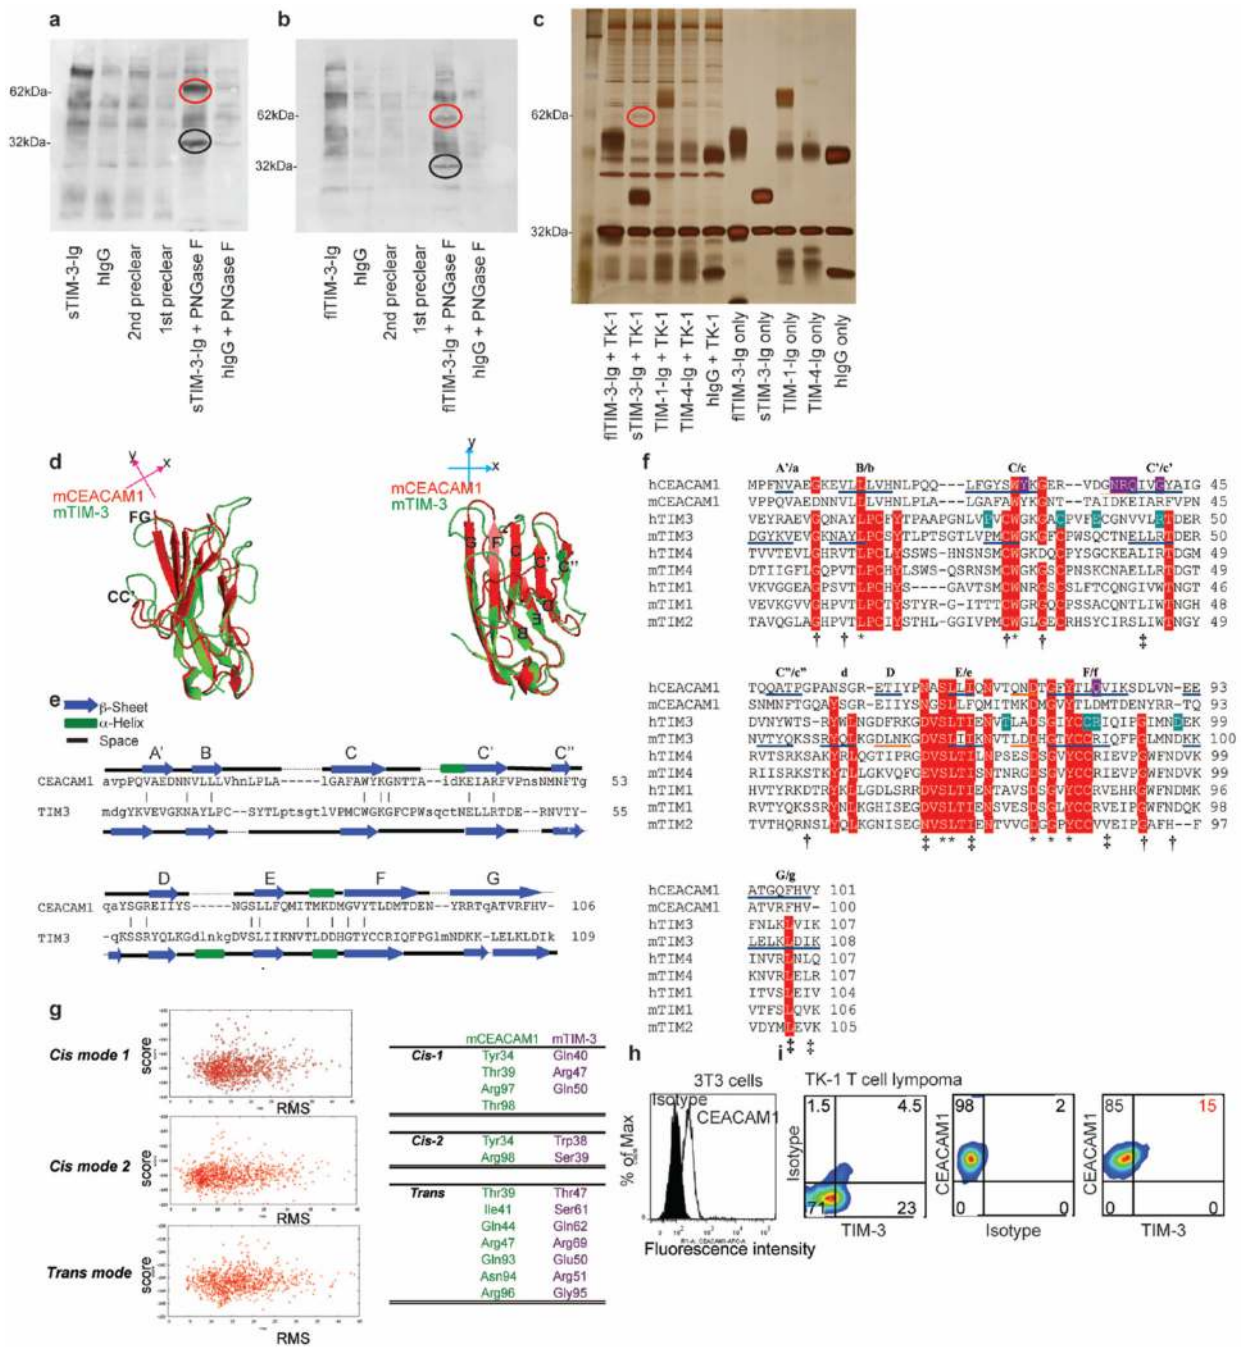 a
62kDa-
32kDa-
sTIM-3-Ig
hIgG
2nd preclear
1st preclear
sTIM-3-Ig + PNGase F
hIgG + PNGase F
b
62kDa-
32kDa-
flTIM-3-Ig
hIgG
2nd preclear
1st preclear
flTIM-3-Ig + PNGase F
hIgG + PNGase F
c
62kDa-
32kDa-
flTIM-3-Ig + TK-1
sTIM-3-Ig + TK-1
TIM-1-Ig + TK-1
TIM-4-Ig + TK-1
hIgG + TK-1
flTIM-3-Ig only
sTIM-3-Ig only
TIM-1-Ig only
TIM-4-Ig only
hIgG only
d
y
x
mCEACAM1
mTIM-3
FG
CC'
y
x
mCEACAM1
mTIM-3
G F C C' C"
D
E
B
e
β-Sheet
α-Helix
Space
A' B C C' C"
CEACAM1 avpPQVAEDNNVLLLVhnLPLA-----lGAFAWYKGNTTA---idKEIARFVPnsNMNFTg 53
TIM3 mdgYKVEVGKNAYLPC--SYTLptsgtlVPMCWGKGFCPWsqctNELLRTDE--RNVTY- 55
D E F G
CEACAM1 qaYSGREIIYS-----NGSLLFQMITMKDMGVYTLDMTDEN--YRRTqATVRFHV- 106
TIM3 -qKSSRYQLKGdlnkgDVSLIIKNVTLDDHGTYCCRIQFPGlmNDKK-LELKLDIk 109
f
A'/a B/b C/c C'/c'
hCEACAM1 MPFNVAEGKEVLLLVHNLPQQ---LFGYSWYKGER--VDGNRQIVGYAIG 45
mCEACAM1 VPPQVAEDNNVLLLVHNLPLA---LGAFAWYKGNT--TAIDKEIARFVPN 45
hTIM3 VEYRAEVGQNAYLPCFYTPAAPGNLVPVCWGKGACPVFECGNVVLRTDER 50
mTIM3 DGYKVEVGKNAYLPCSYTLPTSGTLVPMCWGKGFCPWSQCTNELLRTDER 50
hTIM4 TVVTEVLGHRVTLPCLYSSWS-HNSNSMCWGKDQCPYSGCKEALIRTDGM 49
mTIM4 DTIIGFLGQPVTLPCHYLSWSQ-SRNSMCWGKGSCPNSKCNAELLRTDGT 49
hTIM1 VKVGGEAGPSVTLPCHYSG----AVTSMCWNRGSCSLFTCQNGIVWTNGT 46
mTIM1 VEVKGVVGHPVTLPCTYSTYR-G-ITTTCWGRGQCPSSACQNTLIWTNGH 48
mTIM2 TAVQGLAGHPVTLPCIYSTHLGG-IVPMCWGLGECRHSYCIRSLIWTNGY 49
† † * † * † ‡
C"/c" d D E/e F/f
hCEACAM1 TQQATPGPANSGR-ETIYPNASLLIQNVTQNDTGFYTLQVIKSDLVN-EE 93
mCEACAM1 SNMNFTGQAYSGR-EIIYSNGSLLFQMITMKDMGVYTLDMTDENYRR-TQ 93
hTIM3 DVNYWTS-RYWLNGDFRKGDVSLTIENVTLADSGIYCCRIQIPGIMNDEK 99
mTIM3 NVTYQKSSRYQLKGDLNKGDVSLIIKNVTLDDHGTYCCRIQFPGLMNDKK 100
hTIM4 RVTSRKSAKYRLQGTIPRGDVSLTILNPSESDSGVYCCRIEVPGWFNDVK 99
mTIM4 RIISRKSTKYTLLGKVQFGEVSLTISNTNRGDSGVYCCRIEVPGWFNDVK 99
hTIM1 HVTYRKDTRYKLLGDLSRRDVSLTIENTAVSDSGVYCCRVEHRGWFNDMK 96
mTIM1 RVTYQKSSRYNLKGHISEGDVSLTIENSVESDSGLYCCRVEIPGWFNDQK 98
mTIM2 TVTHQRNSLYQLKGNISEGNVSLTIENTVVGDGGPYCCVVEIPGAFH--F 97
† ‡ ** ‡ * * * ‡ † †
G/g
hCEACAM1 ATGQFHVY 101
mCEACAM1 ATVRFHV- 100
hTIM3 FNLKLVIK 107
mTIM3 LELKLDIK 108
hTIM4 INVRLNLQ 107
mTIM4 KNVRLELR 107
hTIM1 ITVSLEIV 104
mTIM1 VTFSLQVK 106
mTIM2 VDYMLEVK 105
‡ ‡
g
Cis mode 1
score
RMS
Cis mode 2
score
RMS
Trans mode
score
RMS
mCEACAM1 mTIM-3
Cis-1 Tyr34 Gln40
Thr39 Arg47
Arg97 Gln50
Thr98
Cis-2 Tyr34 Trp38
Arg98 Ser39
Trans Thr39 Thr47
Ile41 Ser61
Gln44 Gln62
Arg47 Arg69
Gln93 Glu50
Asn94 Arg51
Arg96 Gly95
h
3T3 cells
Isotype
CEACAM1
% of Max
Fluorescence intensity
i
TK-1 T cell lympoma
1.5 4.5
71 23
Isotype
TIM-3
98 2
0 0
CEACAM1
Isotype
85 15
0 0
CEACAM1
TIM-3